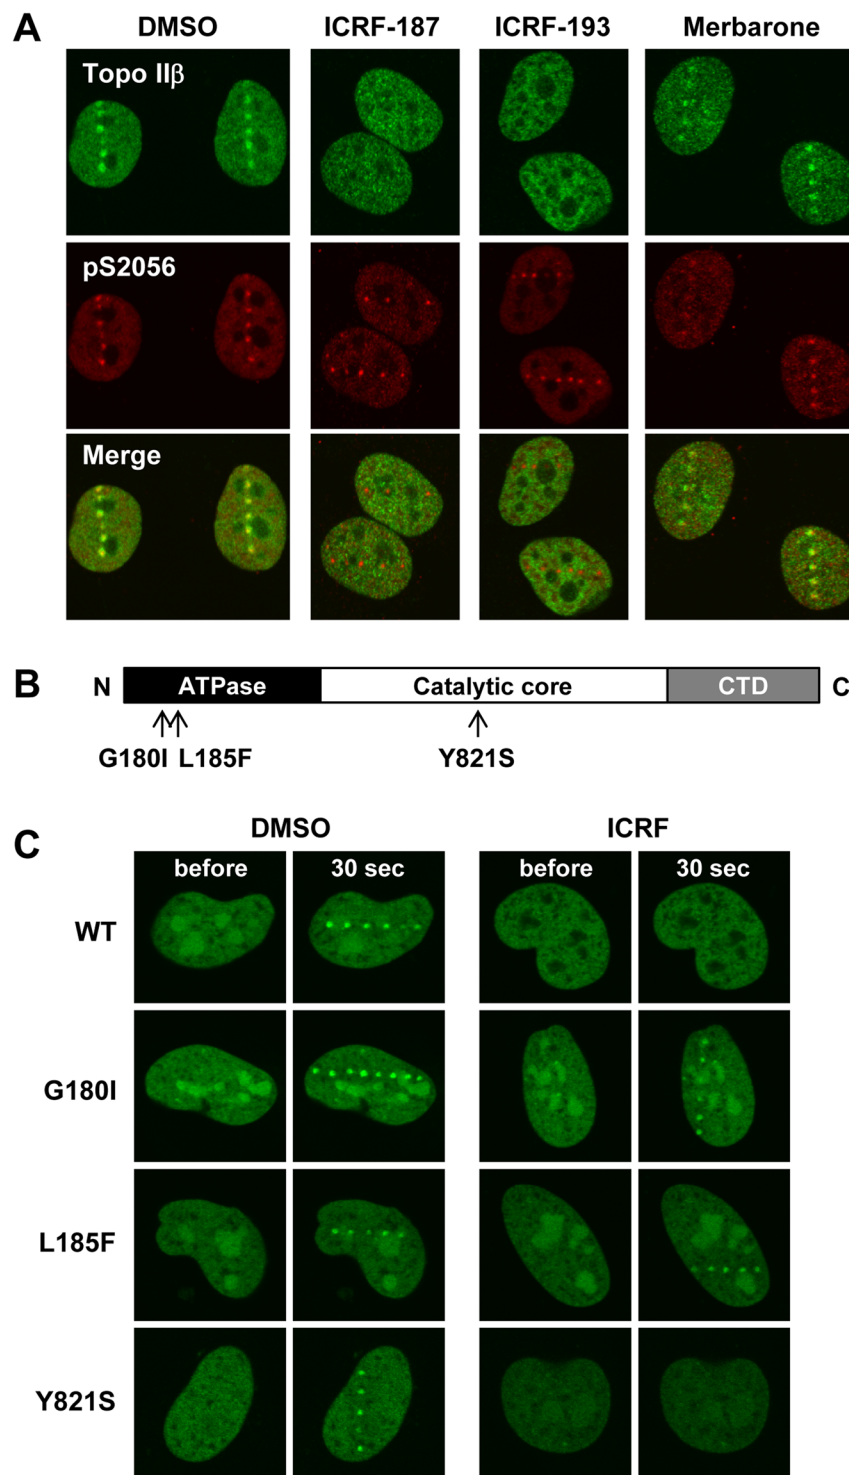 A
DMSO ICRF-187 ICRF-193 Merbarone
Topo IIβ
pS2056
Merge
B N ATPase Catalytic core CTD C
G180I L185F Y821S
C
DMSO ICRF
before 30 sec before 30 sec
WT
G180I
L185F
Y821S